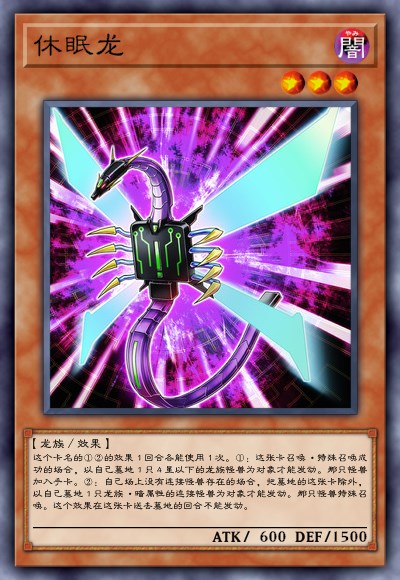 休眠龙
闇
やみ
【龙族／效果】
这个卡名的①②的效果1回合各能使用1次。①：这张卡召唤·特殊召唤成
功的场合，以自己墓地1只4星以下的龙族怪兽为对象才能发动。那只怪兽
加入手卡。②：自己场上没有连接怪兽存在的场合，把墓地的这张卡除外，
以自己墓地1只龙族·暗属性的连接怪兽为对象才能发动。那只怪兽特殊召
唤。这个效果在这张卡送去墓地的回合不能发动。
ATK/ 600 DEF/1500